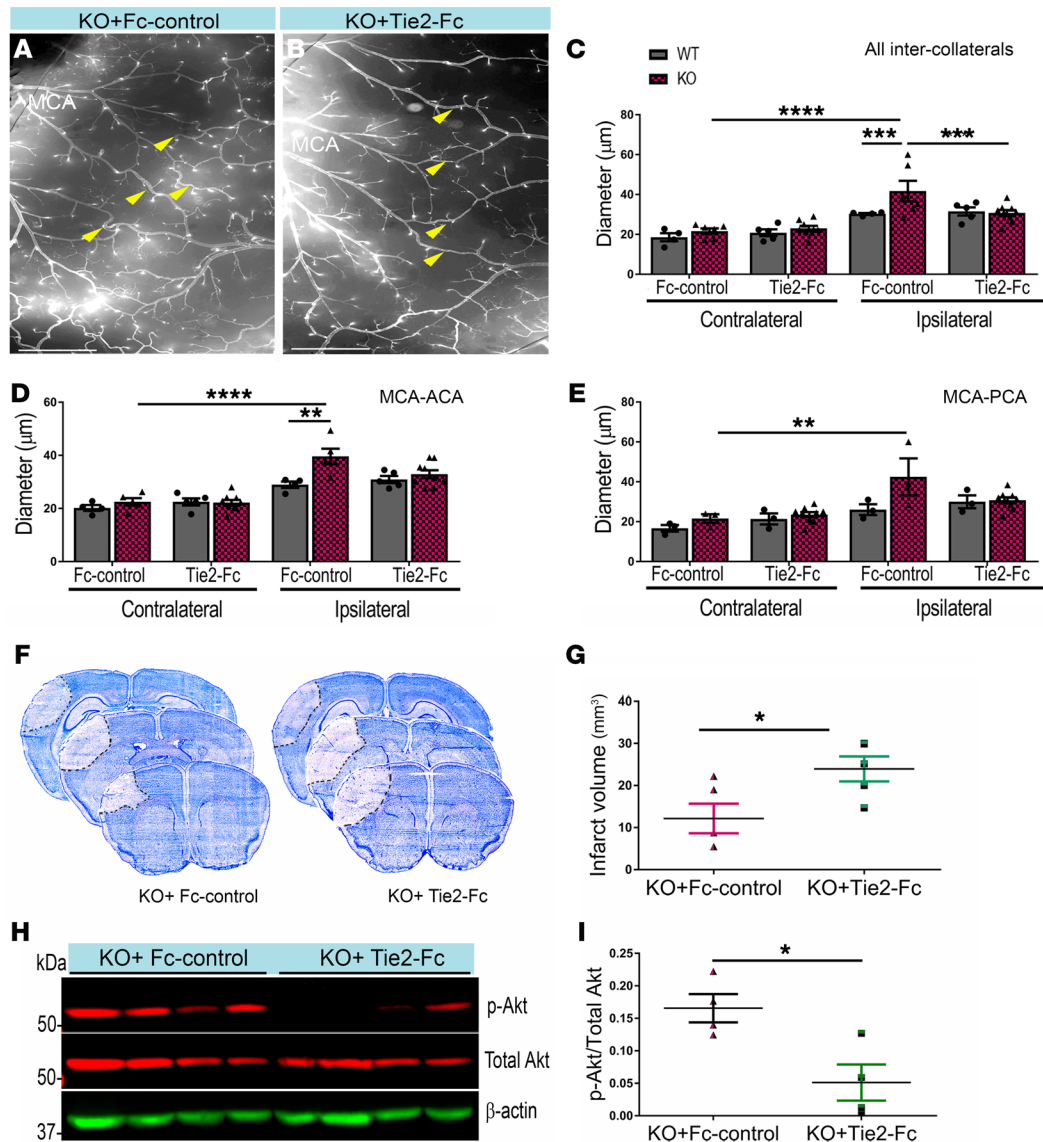 KO+Fc-control
KO+Tie2-Fc
A
MCA
B
MCA
C
All inter-collaterals
WT
KO
Diameter (μm)
80
60
40
20
0
****
***
***
Fc-control Tie2-Fc Fc-control Tie2-Fc
Contralateral Ipsilateral
D
MCA-ACA
Diameter (μm)
60
40
20
0
****
**
Fc-control Tie2-Fc Fc-control Tie2-Fc
Contralateral Ipsilateral
E
MCA-PCA
Diameter (μm)
80
60
40
20
0
**
Fc-control Tie2-Fc Fc-control Tie2-Fc
Contralateral Ipsilateral
F
KO+ Fc-control KO+ Tie2-Fc
G
Infarct volume (mm³)
40
30
20
10
0
*
KO+Fc-control KO+Tie2-Fc
H
kDa
KO+ Fc-control KO+ Tie2-Fc
50
p-Akt
50
Total Akt
37
β-actin
I
p-Akt/Total Akt
0.25
0.20
0.15
0.10
0.05
0.00
*
KO+Fc-control KO+Tie2-Fc